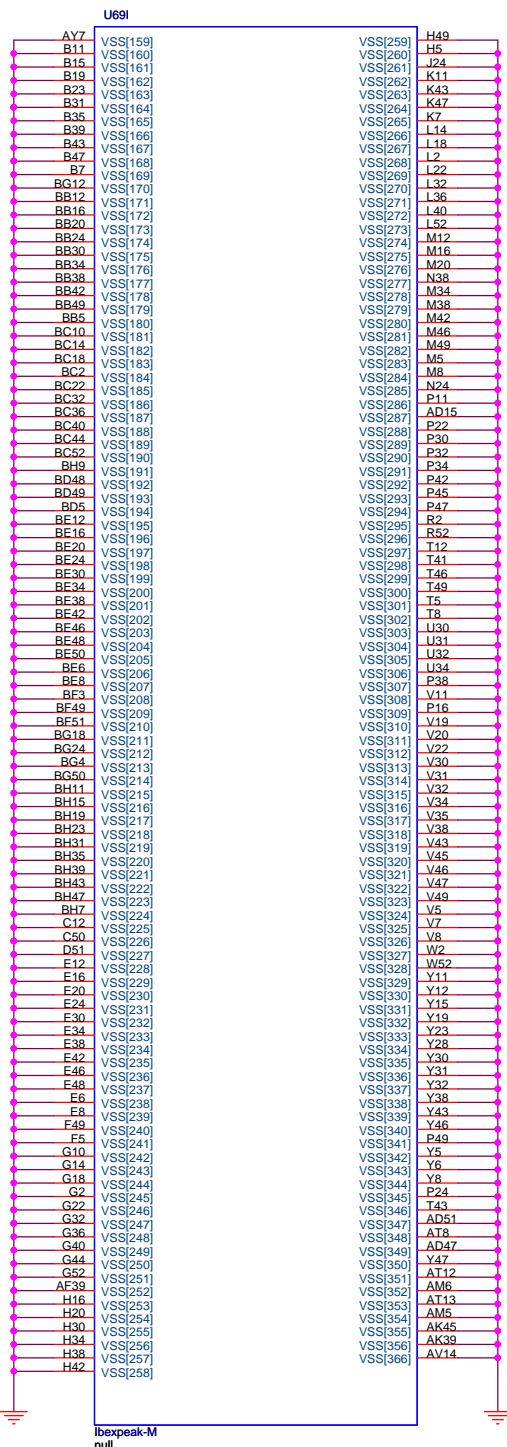 U69I
AY7 VSS[159] VSS[259] H49
B11 VSS[160] VSS[260] H5
B15 VSS[161] VSS[261] J24
B19 VSS[162] VSS[262] K11
B23 VSS[163] VSS[263] K43
B31 VSS[164] VSS[264] K47
B35 VSS[165] VSS[265] K7
B39 VSS[166] VSS[266] L14
B43 VSS[167] VSS[267] L18
B47 VSS[168] VSS[268] L2
B7 VSS[169] VSS[269] L22
BG12 VSS[170] VSS[270] L32
BB12 VSS[171] VSS[271] L36
BB16 VSS[172] VSS[272] L40
BB20 VSS[173] VSS[273] L52
BB24 VSS[174] VSS[274] M12
BB30 VSS[175] VSS[275] M16
BB34 VSS[176] VSS[276] M20
BB38 VSS[177] VSS[277] N38
BB42 VSS[178] VSS[278] M34
BB49 VSS[179] VSS[279] M38
BB5 VSS[180] VSS[280] M42
BC10 VSS[181] VSS[281] M46
BC14 VSS[182] VSS[282] M49
BC18 VSS[183] VSS[283] M5
BC2 VSS[184] VSS[284] M8
BC22 VSS[185] VSS[285] N24
BC32 VSS[186] VSS[286] P11
BC36 VSS[187] VSS[287] AD15
BC40 VSS[188] VSS[288] P22
BC44 VSS[189] VSS[289] P30
BC52 VSS[190] VSS[290] P32
BH9 VSS[191] VSS[291] P34
BD48 VSS[192] VSS[292] P42
BD49 VSS[193] VSS[293] P45
BD5 VSS[194] VSS[294] P47
BE12 VSS[195] VSS[295] R2
BE16 VSS[196] VSS[296] R52
BE20 VSS[197] VSS[297] T12
BE24 VSS[198] VSS[298] T41
BE30 VSS[199] VSS[299] T46
BE34 VSS[200] VSS[300] T49
BE38 VSS[201] VSS[301] T5
BE42 VSS[202] VSS[302] T8
BE46 VSS[203] VSS[303] U30
BE48 VSS[204] VSS[304] U31
BE50 VSS[205] VSS[305] U32
BE6 VSS[206] VSS[306] U34
BE8 VSS[207] VSS[307] P38
BF3 VSS[208] VSS[308] V11
BF49 VSS[209] VSS[309] P16
BF51 VSS[210] VSS[310] V19
BG18 VSS[211] VSS[311] V20
BG24 VSS[212] VSS[312] V22
BG4 VSS[213] VSS[313] V30
BG50 VSS[214] VSS[314] V31
BH11 VSS[215] VSS[315] V32
BH15 VSS[216] VSS[316] V34
BH19 VSS[217] VSS[317] V35
BH23 VSS[218] VSS[318] V38
BH31 VSS[219] VSS[319] V43
BH35 VSS[220] VSS[320] V45
BH39 VSS[221] VSS[321] V46
BH43 VSS[222] VSS[322] V47
BH47 VSS[223] VSS[323] V49
BH7 VSS[224] VSS[324] V5
C12 VSS[225] VSS[325] V7
C50 VSS[226] VSS[326] V8
D51 VSS[227] VSS[327] W2
E12 VSS[228] VSS[328] W52
E16 VSS[229] VSS[329] Y11
E20 VSS[230] VSS[330] Y12
E24 VSS[231] VSS[331] Y15
E30 VSS[232] VSS[332] Y19
E34 VSS[233] VSS[333] Y23
E38 VSS[234] VSS[334] Y28
E42 VSS[235] VSS[335] Y30
E46 VSS[236] VSS[336] Y31
E48 VSS[237] VSS[337] Y32
E6 VSS[238] VSS[338] Y38
E8 VSS[239] VSS[339] Y43
F49 VSS[240] VSS[340] Y46
F5 VSS[241] VSS[341] P49
G10 VSS[242] VSS[342] Y5
G14 VSS[243] VSS[343] Y6
G18 VSS[244] VSS[344] Y8
G2 VSS[245] VSS[345] P24
G22 VSS[246] VSS[346] T43
G32 VSS[247] VSS[347] AD51
G36 VSS[248] VSS[348] AT8
G40 VSS[249] VSS[349] AD47
G44 VSS[250] VSS[350] Y47
G52 VSS[251] VSS[351] AT12
AF39 VSS[252] VSS[352] AM6
H16 VSS[253] VSS[353] AT13
H20 VSS[254] VSS[354] AM5
H30 VSS[255] VSS[355] AK45
H34 VSS[256] VSS[356] AK39
H38 VSS[257] VSS[366] AV14
H42 VSS[258]
Ibexpeak-M
null